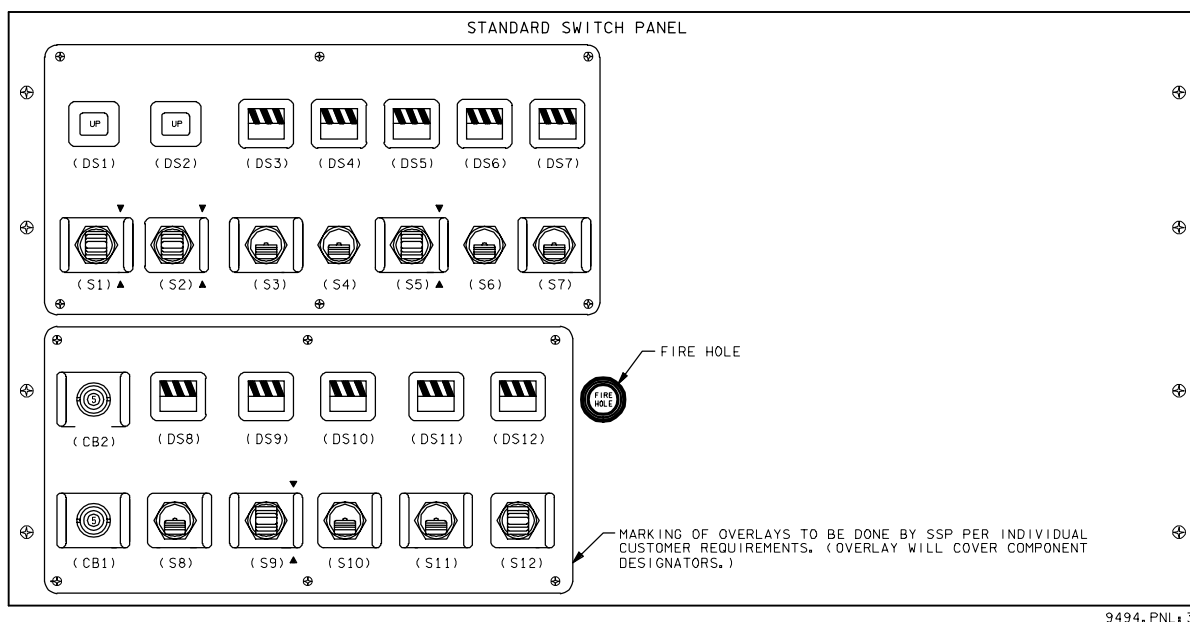 STANDARD SWITCH PANEL
UP UP
(DS1) (DS2) (DS3) (DS4) (DS5) (DS6) (DS7)
(S1) (S2) (S3) (S4) (S5) (S6) (S7)
FIRE HOLE
5
FIRE
HOLE
(CB2) (DS8) (DS9) (DS10) (DS11) (DS12)
5
(CB1) (S8) (S9) (S10) (S11) (S12)
MARKING OF OVERLAYS TO BE DONE BY SSP PER INDIVIDUAL
CUSTOMER REQUIREMENTS. (OVERLAY WILL COVER COMPONENT
DESIGNATORS.)
9494.PNL;3